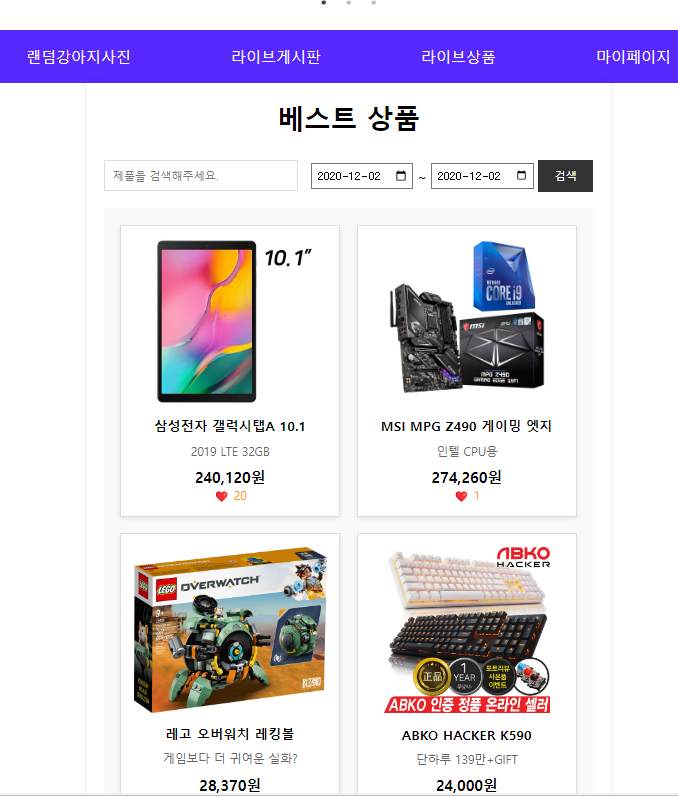 랜덤강아지사진 라이브게시판 라이브상품 마이페이지
베스트 상품
제품을 검색해주세요. 2020-12-02 ~ 2020-12-02 검색
10.1"
삼성전자 갤럭시탭A 10.1
2019 LTE 32GB
240,120원
20
intel
CORE i9
UNLOCKED
msi
MPG Z490
GAMING EDGE WIFI
MSI MPG Z490 게이밍 엣지
인텔 CPU용
274,260원
1
LEGO OVERWATCH
9+
BLIZZARD
레고 오버워치 레킹볼
게임보다 더 귀여운 실화?
28,370원
ABKO
HACKER
正品
1
YEAR
포토리뷰
사은품
이벤트
ABKO 인증 정품 온라인 셀러
ABKO HACKER K590
단하루 139만+GIFT
24,000원